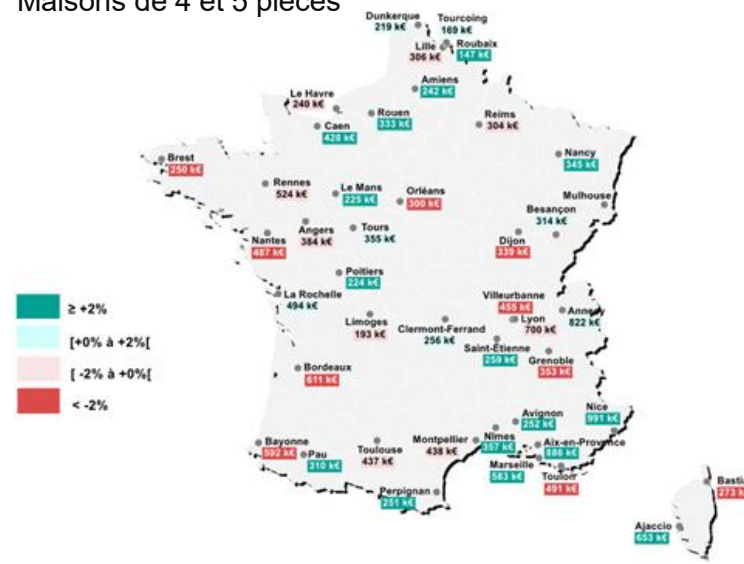 Maisons de 4 et 5 pièces
Dunkerque
219 k€
Tourcoing
169 k€
Lille
306 k€
Roubaix
147 k€
Amiens
242 k€
Le Havre
240 k€
Rouen
333 k€
Reims
304 k€
Caen
428 k€
Nancy
345 k€
Brest
250 k€
Rennes
524 k€
Le Mans
225 k€
Orléans
300 k€
Mulhouse
Besançon
314 k€
Angers
384 k€
Tours
355 k€
Nantes
487 k€
Dijon
339 k€
Poitiers
224 k€
La Rochelle
494 k€
Villeurbanne
455 k€
Lyon
700 k€
Annecy
822 k€
≥ +2%
[+0% à +2%[
[ -2% à +0%[
< -2%
Limoges
193 k€
Clermont-Ferrand
256 k€
Saint-Étienne
259 k€
Grenoble
353 k€
Bordeaux
611 k€
Avignon
252 k€
Nice
991 k€
Bayonne
592 k€
Pau
310 k€
Toulouse
437 k€
Montpellier
438 k€
Nîmes
357 k€
Aix-en-Provence
886 k€
Marseille
583 k€
Toulon
491 k€
Perpignan
251 k€
Bastia
273 k€
Ajaccio
653 k€